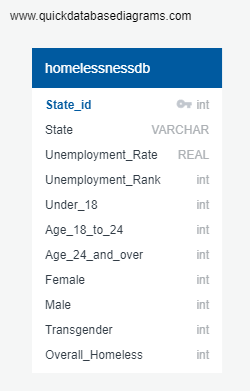 www.quickdatabasediagrams.com
homelessnessdb
State_id int
State VARCHAR
Unemployment_Rate REAL
Unemployment_Rank int
Under_18 int
Age_18_to_24 int
Age_24_and_over int
Female int
Male int
Transgender int
Overall_Homeless int